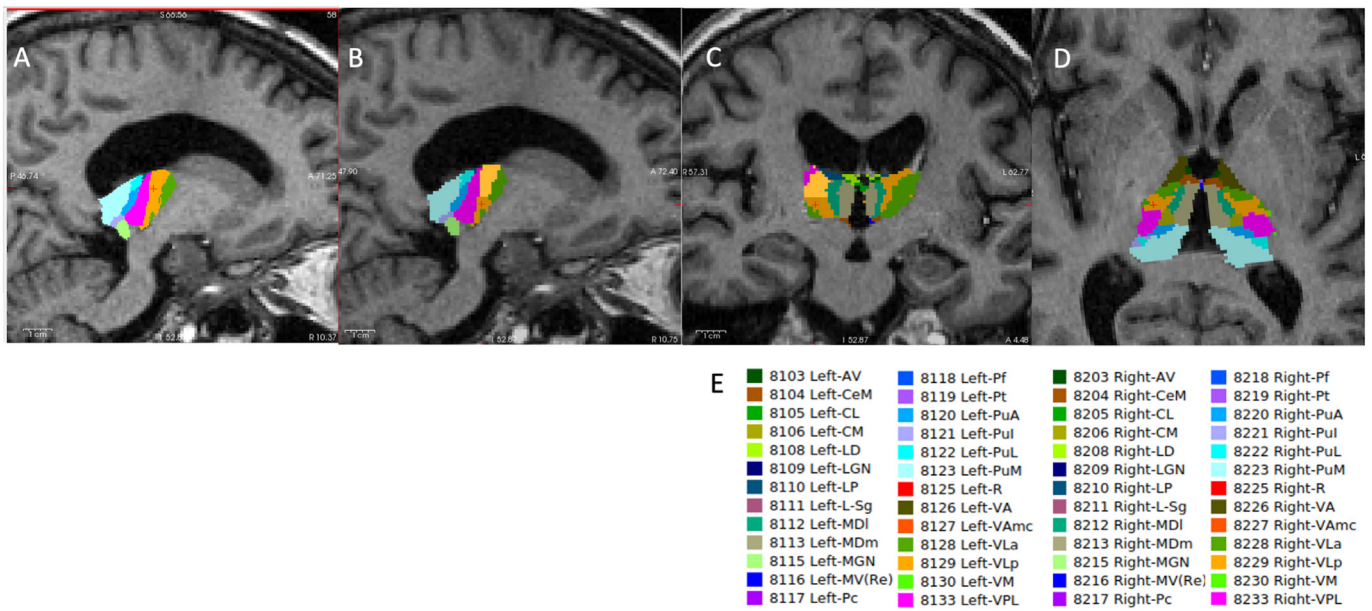 A
B
C
D
S 66.56
58
P 46.74
A 71.25
47.90
A 72.40
R 57.31
L 62.77
1 cm
1 cm
1 cm
R 10.37
R 10.75
I 52.87
A 4.48
E
8103 Left-AV 8118 Left-Pf 8203 Right-AV 8218 Right-Pf
8104 Left-CeM 8119 Left-Pt 8204 Right-CeM 8219 Right-Pt
8105 Left-CL 8120 Left-PuA 8205 Right-CL 8220 Right-PuA
8106 Left-CM 8121 Left-PuI 8206 Right-CM 8221 Right-PuI
8108 Left-LD 8122 Left-PuL 8208 Right-LD 8222 Right-PuL
8109 Left-LGN 8123 Left-PuM 8209 Right-LGN 8223 Right-PuM
8110 Left-LP 8125 Left-R 8210 Right-LP 8225 Right-R
8111 Left-L-Sg 8126 Left-VA 8211 Right-L-Sg 8226 Right-VA
8112 Left-MDl 8127 Left-VAmc 8212 Right-MDl 8227 Right-VAmc
8113 Left-MDm 8128 Left-VLa 8213 Right-MDm 8228 Right-VLa
8115 Left-MGN 8129 Left-VLp 8215 Right-MGN 8229 Right-VLp
8116 Left-MV(Re) 8130 Left-VM 8216 Right-MV(Re) 8230 Right-VM
8117 Left-Pc 8133 Left-VPL 8217 Right-Pc 8233 Right-VPL